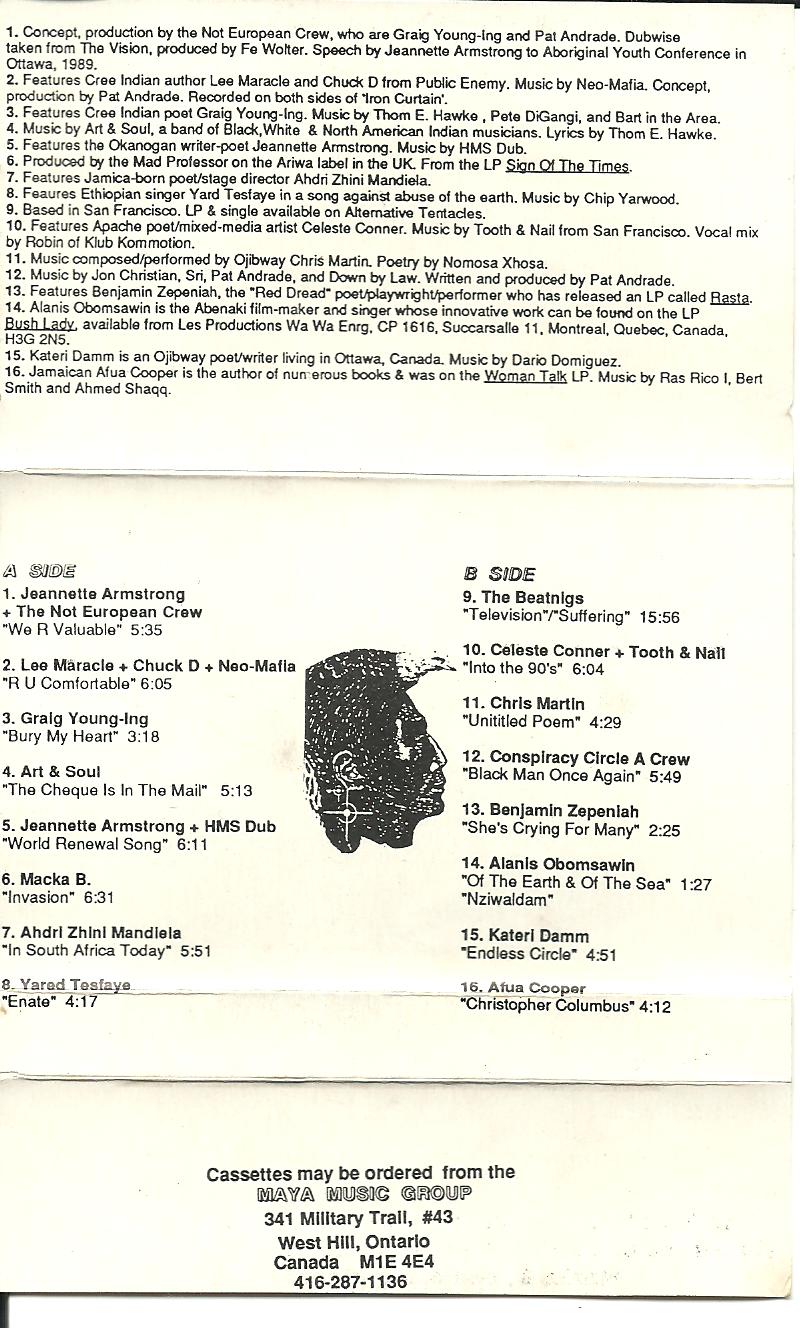 1. Concept, production by the Not European Crew, who are Graig Young-Ing and Pat Andrade. Dubwise
taken from The Vision, produced by Fe Wolter. Speech by Jeannette Armstrong to Aboriginal Youth Conference in
Ottawa, 1989.
2. Features Cree Indian author Lee Maracle and Chuck D from Public Enemy. Music by Neo-Mafia. Concept,
production by Pat Andrade. Recorded on both sides of 'Iron Curtain'.
3. Features Cree Indian poet Graig Young-Ing. Music by Thom E. Hawke , Pete DiGangi, and Bart in the Area.
4. Music by Art & Soul, a band of Black,White & North American Indian musicians. Lyrics by Thom E. Hawke.
5. Features the Okanogan writer-poet Jeannette Armstrong. Music by HMS Dub.
6. Produced by the Mad Professor on the Ariwa label in the UK. From the LP Sign Of The Times.
7. Features Jamica-born poet/stage director Ahdri Zhini Mandiela.
8. Feaures Ethiopian singer Yard Tesfaye in a song against abuse of the earth. Music by Chip Yarwood.
9. Based in San Francisco. LP & single available on Alternative Tentacles.
10. Features Apache poet/mixed-media artist Celeste Conner. Music by Tooth & Nail from San Francisco. Vocal mix
by Robin of Klub Kommotion.
11. Music composed/performed by Ojibway Chris Martin. Poetry by Nomosa Xhosa.
12. Music by Jon Christian, Sri, Pat Andrade, and Down by Law. Written and produced by Pat Andrade.
13. Features Benjamin Zepeniah, the "Red Dread" poet/playwright/performer who has released an LP called Rasta.
14. Alanis Obomsawin is the Abenaki film-maker and singer whose innovative work can be found on the LP
Bush Lady, available from Les Productions Wa Wa Enrg, CP 1616, Succarsalle 11, Montreal, Quebec, Canada,
H3G 2N5.
15. Kateri Damm is an Ojibway poet/writer living in Ottawa, Canada. Music by Dario Domiguez.
16. Jamaican Afua Cooper is the author of numerous books & was on the Woman Talk LP. Music by Ras Rico I, Bert
Smith and Ahmed Shaqq.
A SIDE
1. Jeannette Armstrong
+ The Not European Crew
"We R Valuable" 5:35
2. Lee Maracle + Chuck D + Neo-Mafia
"R U Comfortable" 6:05
3. Graig Young-Ing
"Bury My Heart" 3:18
4. Art & Soul
"The Cheque Is In The Mail" 5:13
5. Jeannette Armstrong + HMS Dub
"World Renewal Song" 6:11
6. Macka B.
"Invasion" 6:31
7. Ahdri Zhini Mandiela
"In South Africa Today" 5:51
8. Yared Tesfaye
"Enate" 4:17
B SIDE
9. The Beatnigs
"Television"/"Suffering" 15:56
10. Celeste Conner + Tooth & Nail
"Into the 90's" 6:04
11. Chris Martin
"Unititled Poem" 4:29
12. Conspiracy Circle A Crew
"Black Man Once Again" 5:49
13. Benjamin Zepeniah
"She's Crying For Many" 2:25
14. Alanis Obomsawin
"Of The Earth & Of The Sea" 1:27
"Nziwaldam"
15. Kateri Damm
"Endless Circle" 4:51
16. Afua Cooper
"Christopher Columbus" 4:12
Cassettes may be ordered from the
MAYA MUSIC GROUP
341 Military Trail, #43
West Hill, Ontario
Canada M1E 4E4
416-287-1136